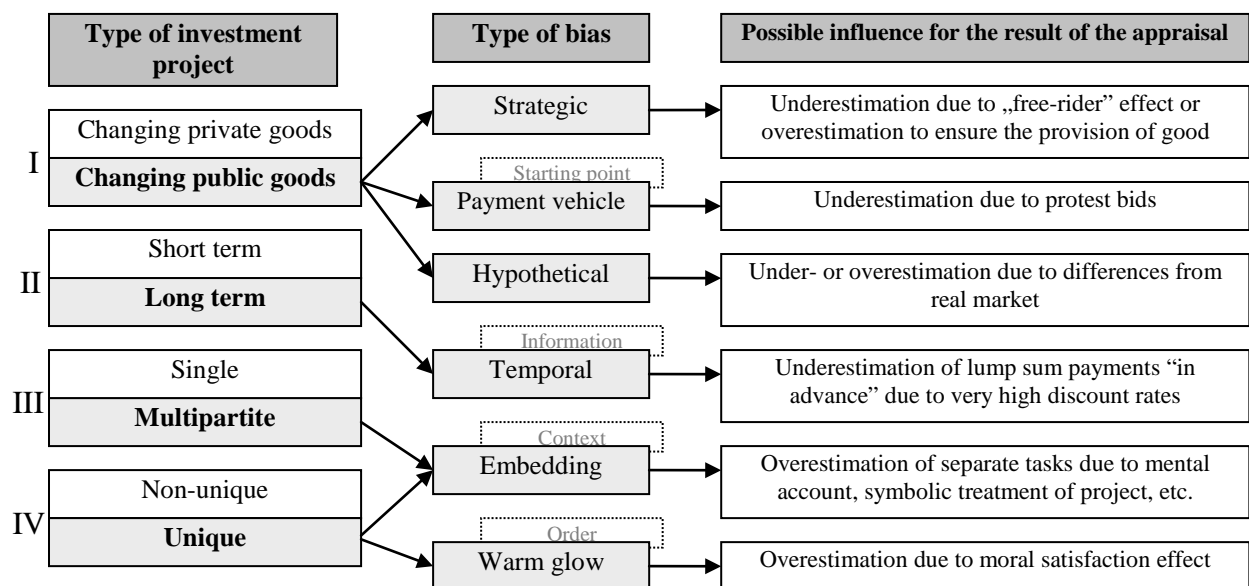 Type of investment
project
Type of bias
Possible influence for the result of the appraisal
I
Changing private goods
Changing public goods
Strategic
Underestimation due to „free-rider” effect or
overestimation to ensure the provision of good
Starting point
Payment vehicle
Underestimation due to protest bids
II
Short term
Long term
Hypothetical
Under- or overestimation due to differences from
real market
Information
Temporal
Underestimation of lump sum payments “in
advance” due to very high discount rates
III
Single
Multipartite
Context
Embedding
Overestimation of separate tasks due to mental
account, symbolic treatment of project, etc.
IV
Non-unique
Unique
Order
Warm glow
Overestimation due to moral satisfaction effect